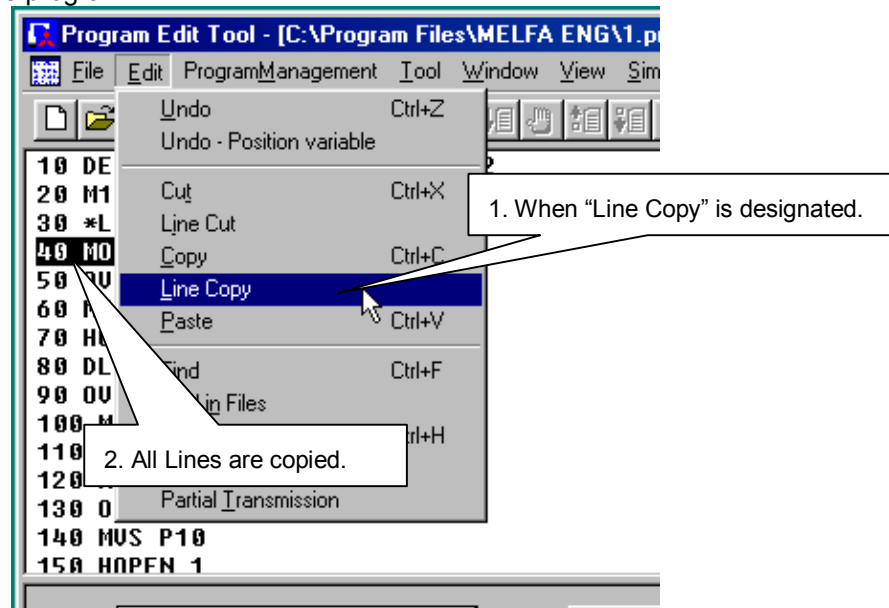 Program Edit Tool - [C:\Program Files\MELFA ENG\1.p
File Edit ProgramManagement Tool Window View Sim
Undo Ctrl+Z
Undo - Position variable
10 DE
20 M1
Cut Ctrl+X
1. When “Line Copy” is designated.
30 *L
Line Cut
40 MO
Copy Ctrl+C
50 OV
Line Copy
60
Paste Ctrl+V
70
80 DL
Find Ctrl+F
90 OV
in Files
100
Ctrl+H
110
2. All Lines are copied.
120
Partial Transmission
130 O
140 MVS P10
150 HOPEN 1